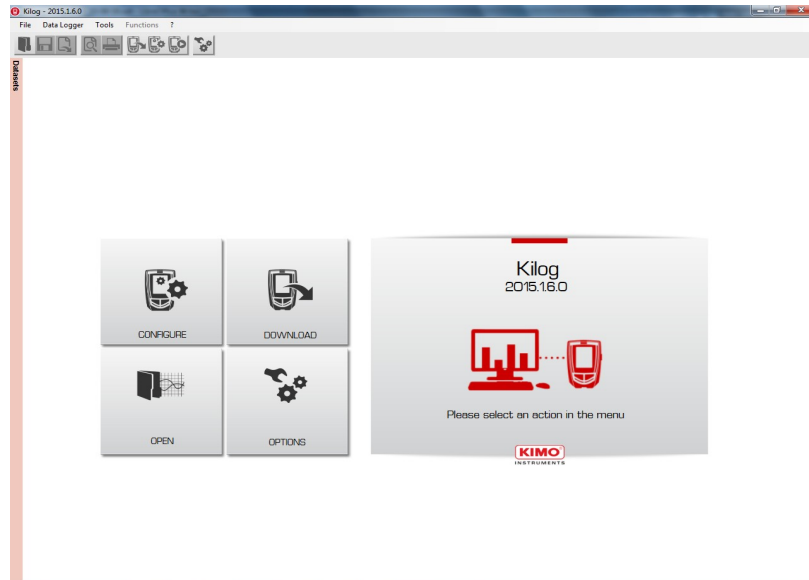 Kilog - 2015.1.6.0
File Data Logger Tools Functions ?
Datasets
CONFIGURE
DOWNLOAD
OPEN
OPTIONS
Kilog
2015.1.6.0
Please select an action in the menu
KIMO
INSTRUMENTS